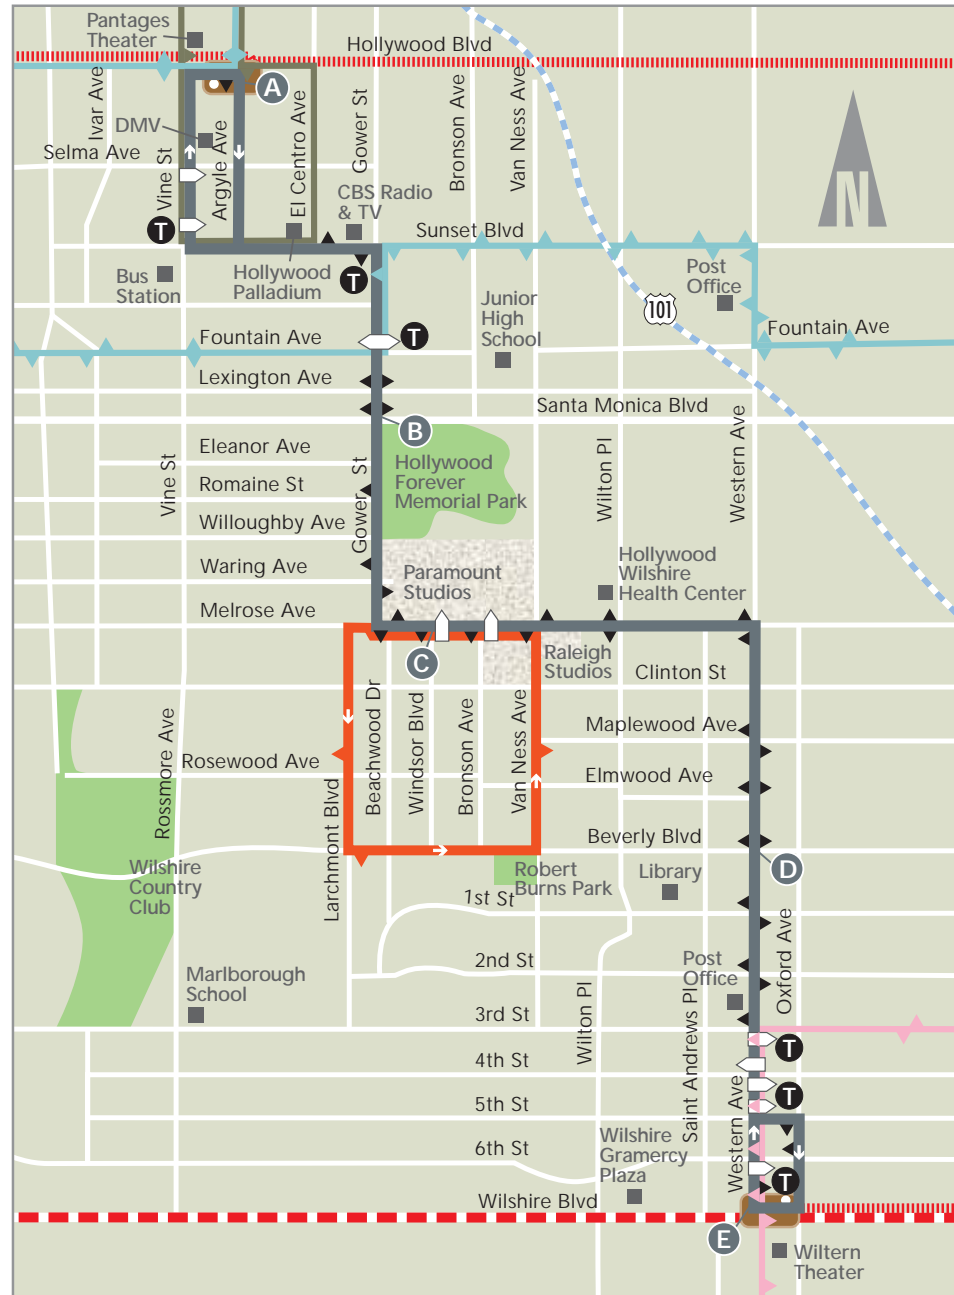 Pantages
Theater
Hollywood Blvd
A
Ivar Ave
DMV
Selma Ave
Vine St
Argyle Ave
El Centro Ave
Gower St
Bronson Ave
Van Ness Ave
N
CBS Radio
& TV
T
Sunset Blvd
Bus
Station
Hollywood
Palladium
T
Post
Office
Junior
High
School
101
Fountain Ave
T
Fountain Ave
Lexington Ave
Santa Monica Blvd
B
Eleanor Ave
Hollywood
Forever
Memorial Park
Romaine St
Vine St
Gower St
Wilton Pl
Western Ave
Willoughby Ave
Waring Ave
Paramount
Studios
Hollywood
Wilshire
Health Center
Melrose Ave
C
Raleigh
Studios
Clinton St
Rossmore Ave
Beachwood Dr
Windsor Blvd
Bronson Ave
Van Ness Ave
Maplewood Ave
Rosewood Ave
Elmwood Ave
Larchmont Blvd
Beverly Blvd
Wilshire
Country
Club
Robert
Burns Park
Library
D
1st St
Oxford Ave
2nd St
Post
Office
Marlborough
School
Wilton Pl
Saint Andrews Pl
3rd St
T
4th St
Western Ave
T
5th St
Wilshire
Gramercy
Plaza
6th St
T
Wilshire Blvd
E
Wiltern
Theater